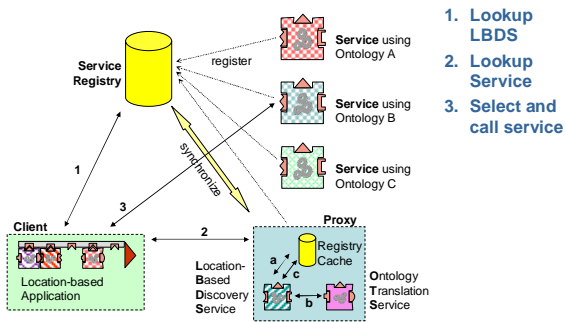 1. Lookup
LBDS
2. Lookup
Service
3. Select and
call service
Service
Registry
register
Service using
Ontology A
Service using
Ontology B
Service using
Ontology C
synchronize
1
3
2
Client
Location-based
Application
Proxy
Registry
Cache
a
c
b
Location-
Based
Discovery
Service
Ontology
Translation
Service